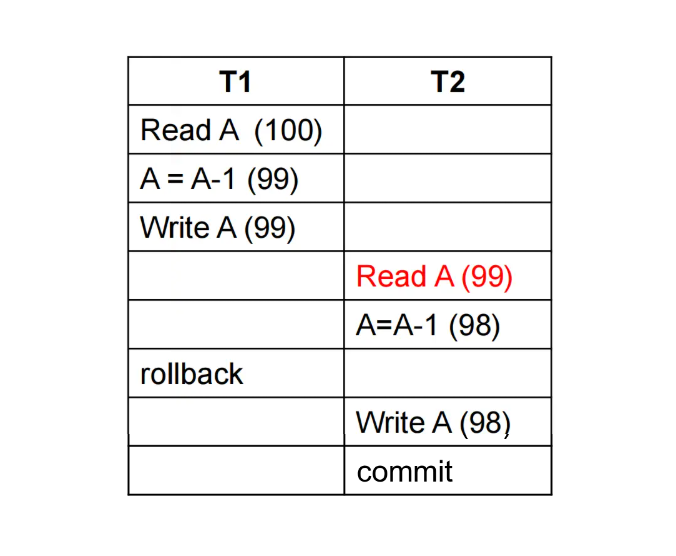 T1 T2
Read A (100)
A = A-1 (99)
Write A (99)
Read A (99)
A=A-1 (98)
rollback
Write A (98)
commit